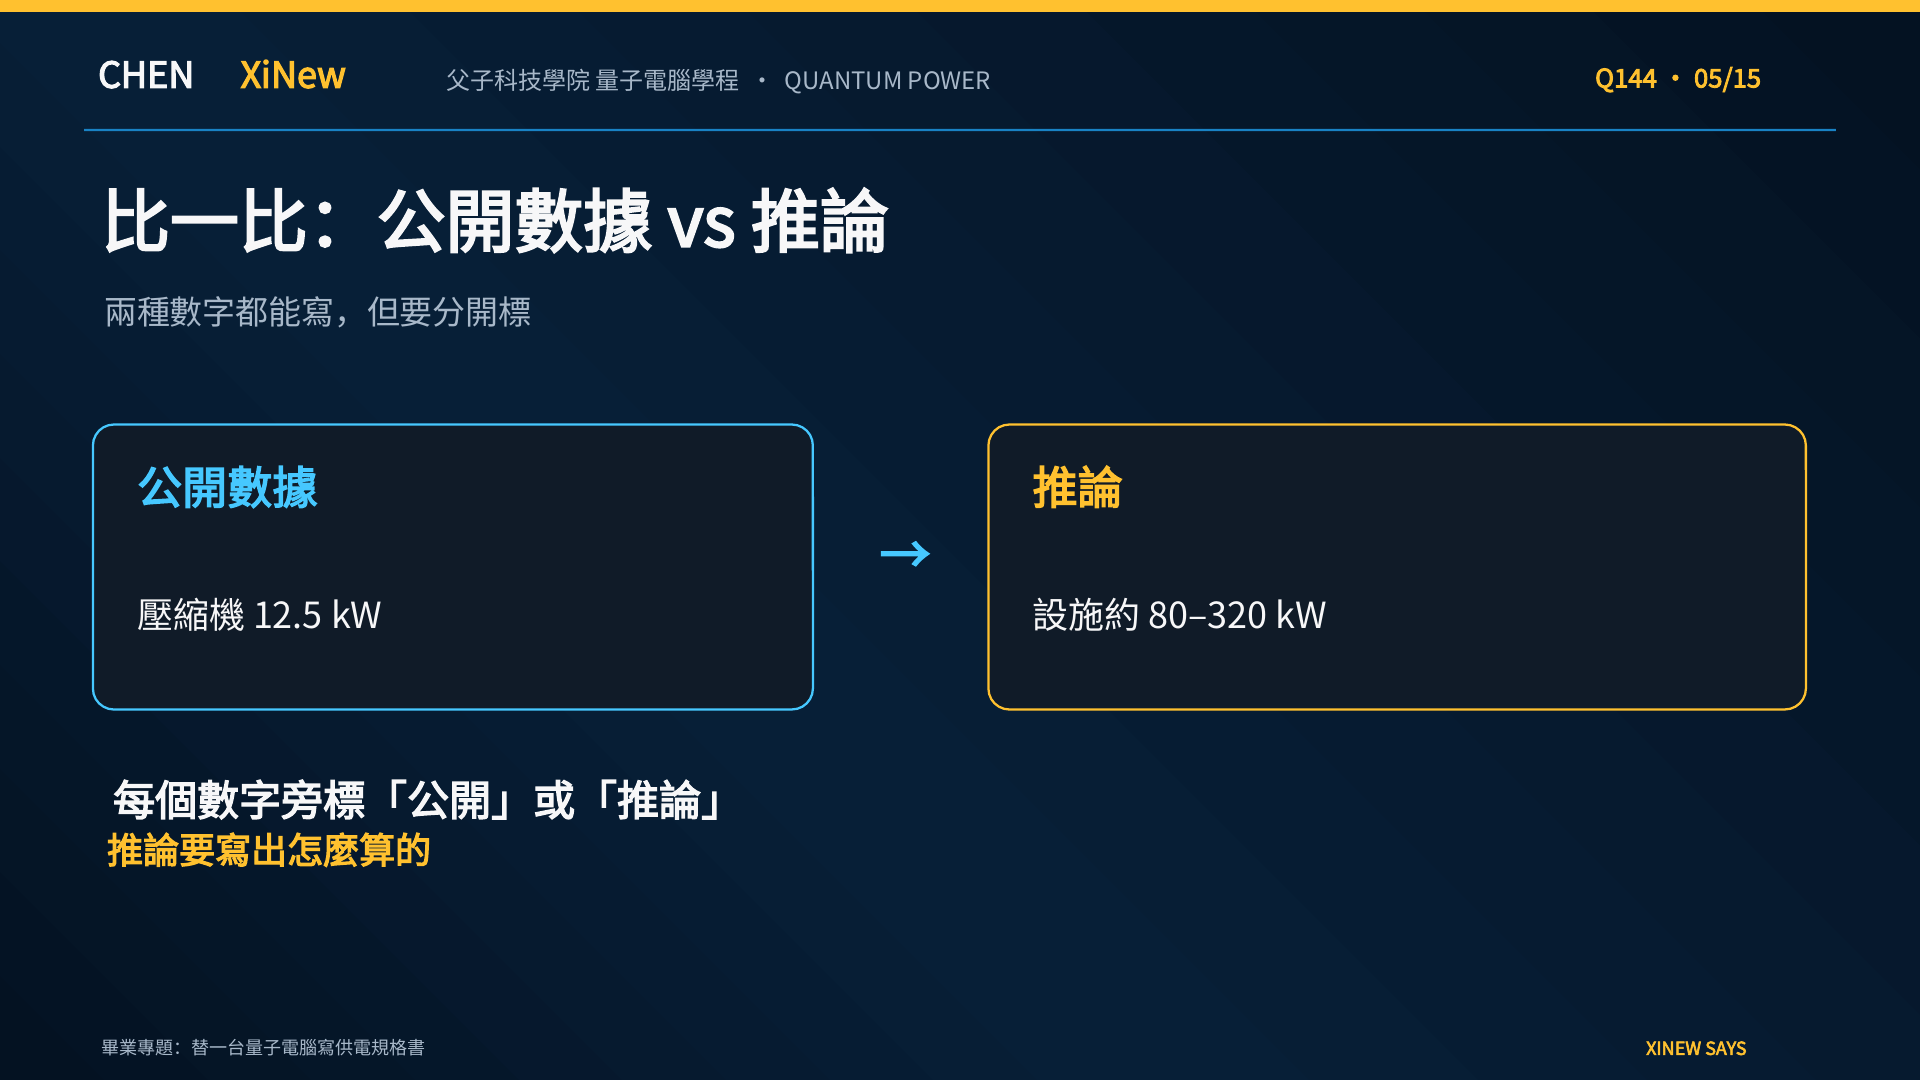 CHEN XiNew 父子科技學院 量子電腦學程 · QUANTUM POWER Q144 · 05/15
比一比：公開數據 vs 推論
兩種數字都能寫，但要分開標
公開數據
壓縮機 12.5 kW
→
推論
設施約 80–320 kW
每個數字旁標「公開」或「推論」
推論要寫出怎麼算的
畢業專題：替一台量子電腦寫供電規格書
XINEW SAYS